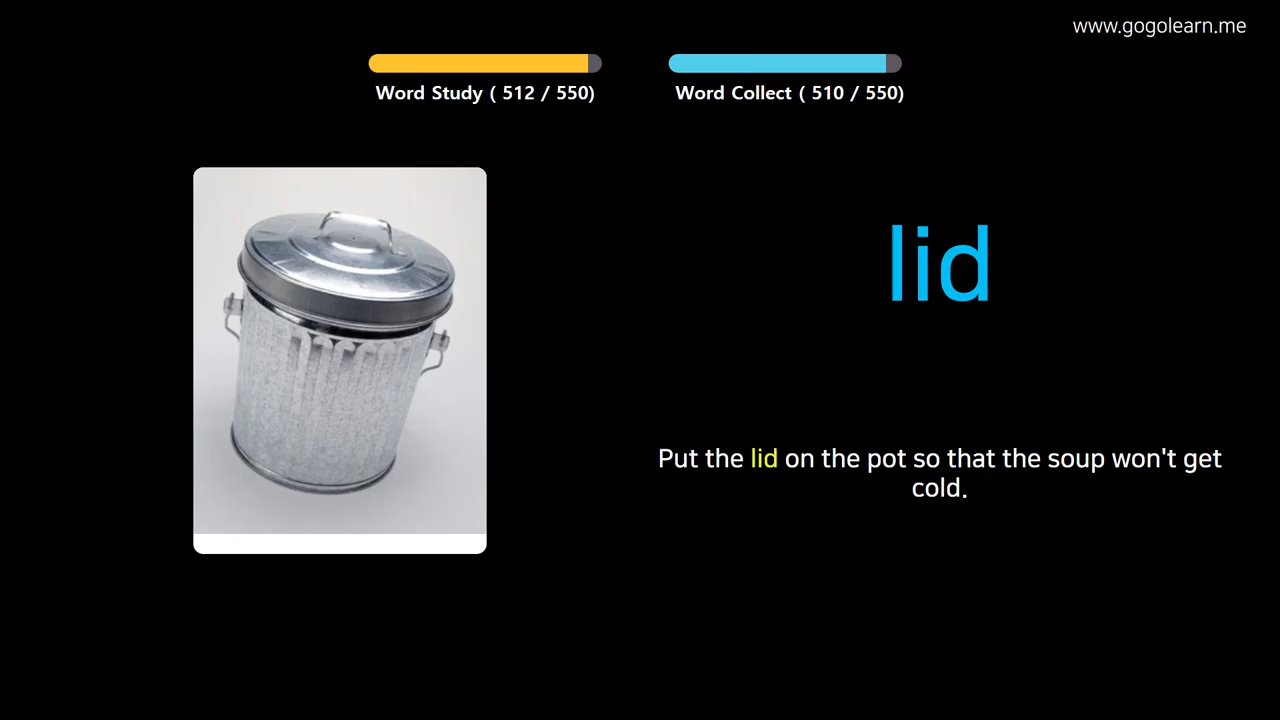 www.gogolearn.me
Word Study ( 512 / 550)
Word Collect ( 510 / 550)
lid
Put the lid on the pot so that the soup won't get
cold.